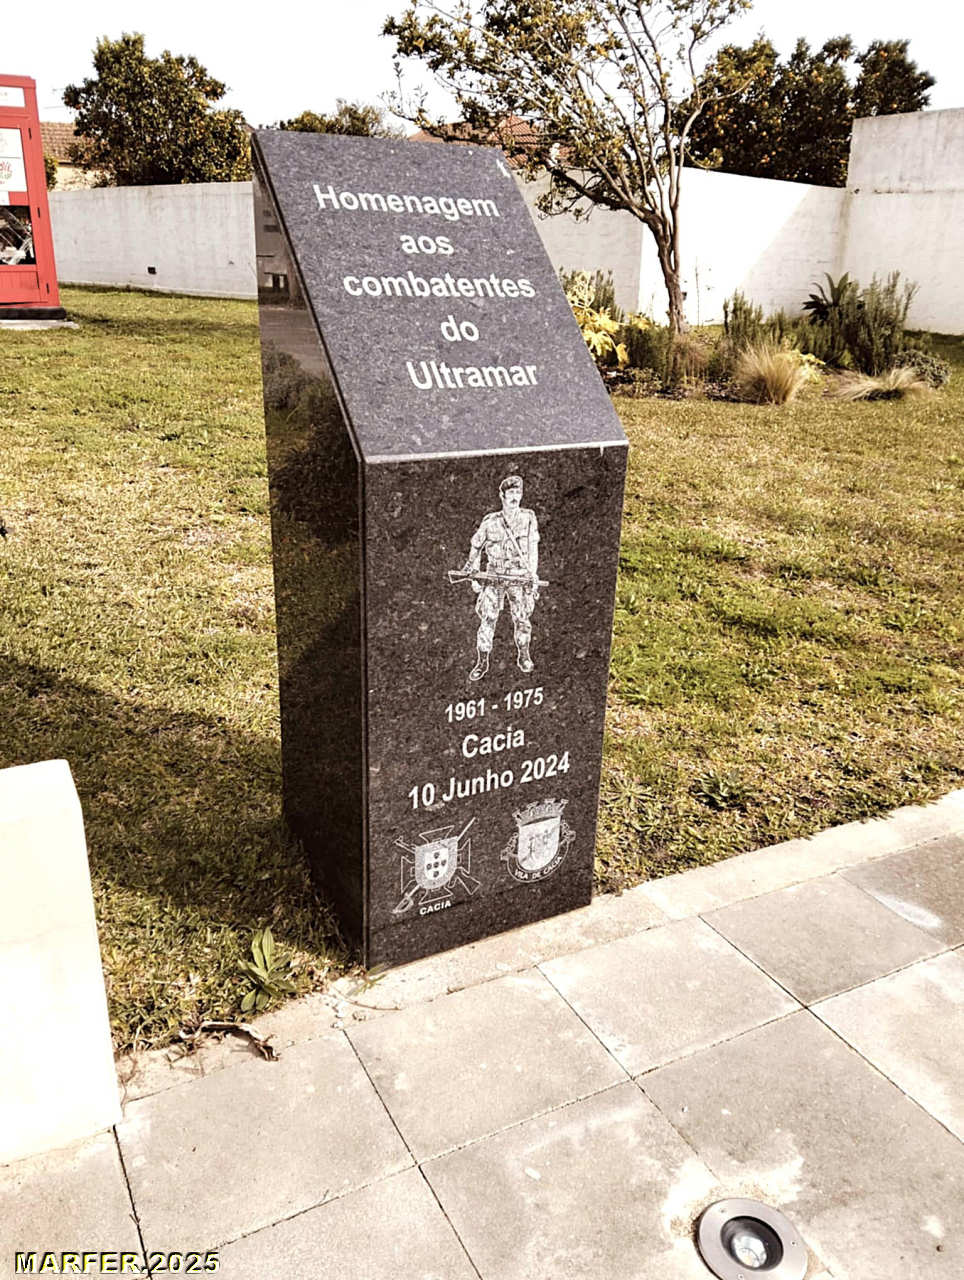 Homenagem
aos
combatentes
do
Ultramar
1961 - 1975
Cacia
10 Junho 2024
CACIA
VILA DE CACIA
MARFER.2025